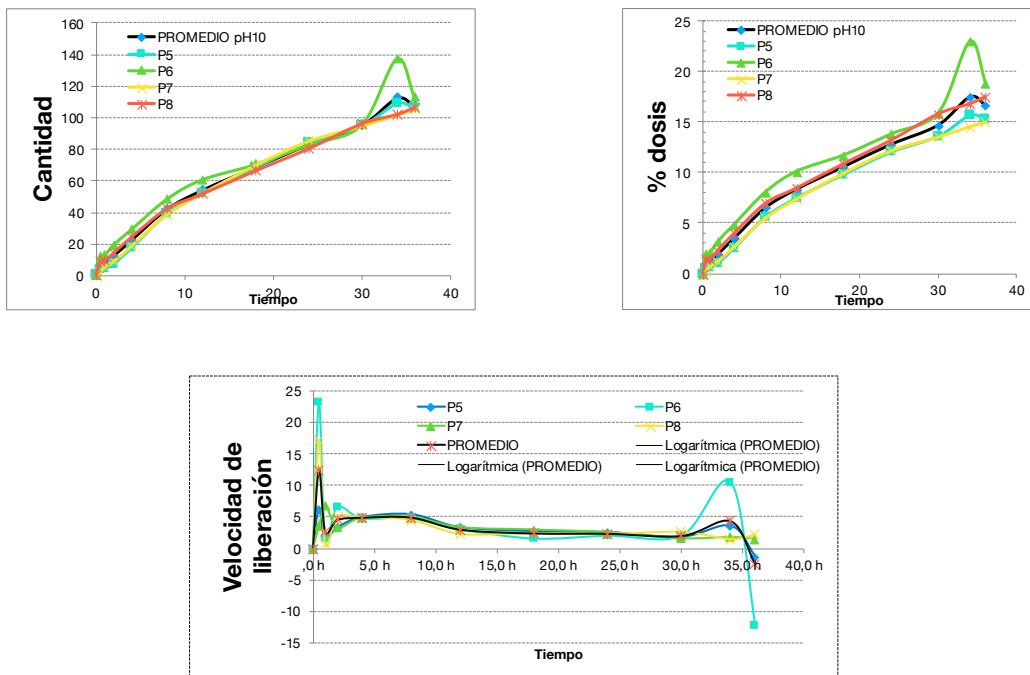 160
140
120
100
80
60
40
20
0
Cantidad
PROMEDIO pH10
P5
P6
P7
P8
0
10
20
30
40
Tiempo
25
20
15
10
5
0
% dosis
PROMEDIO pH10
P5
P6
P7
P8
0
10
20
30
40
Tiempo
25
20
15
10
5
0
-5
-10
-15
Velocidad de
liberación
P5
P6
P7
P8
PROMEDIO
Logarítmica (PROMEDIO)
Logarítmica (PROMEDIO)
Logarítmica (PROMEDIO)
,0 h
5,0 h
10,0 h
15,0 h
20,0 h
25,0 h
30,0 h
35,0 h
40,0 h
Tiempo